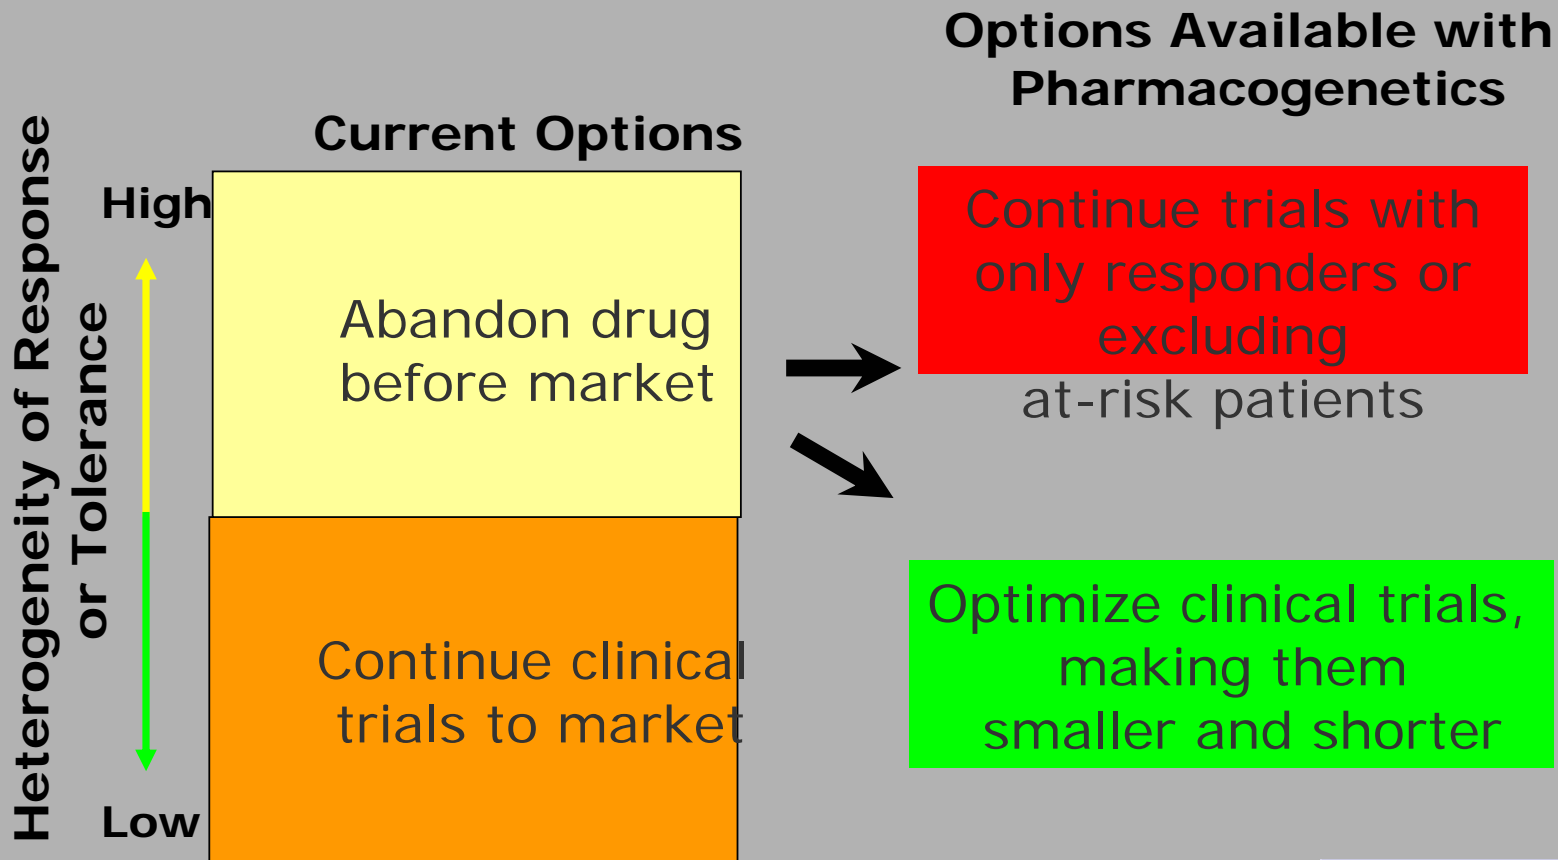 Options Available with
Pharmacogenetics
Current Options
Heterogeneity of Response
or Tolerance
High
Low
Abandon drug
before market
Continue clinical
trials to market
Continue trials with
only responders or
excluding
at-risk patients
Optimize clinical trials,
making them
smaller and shorter